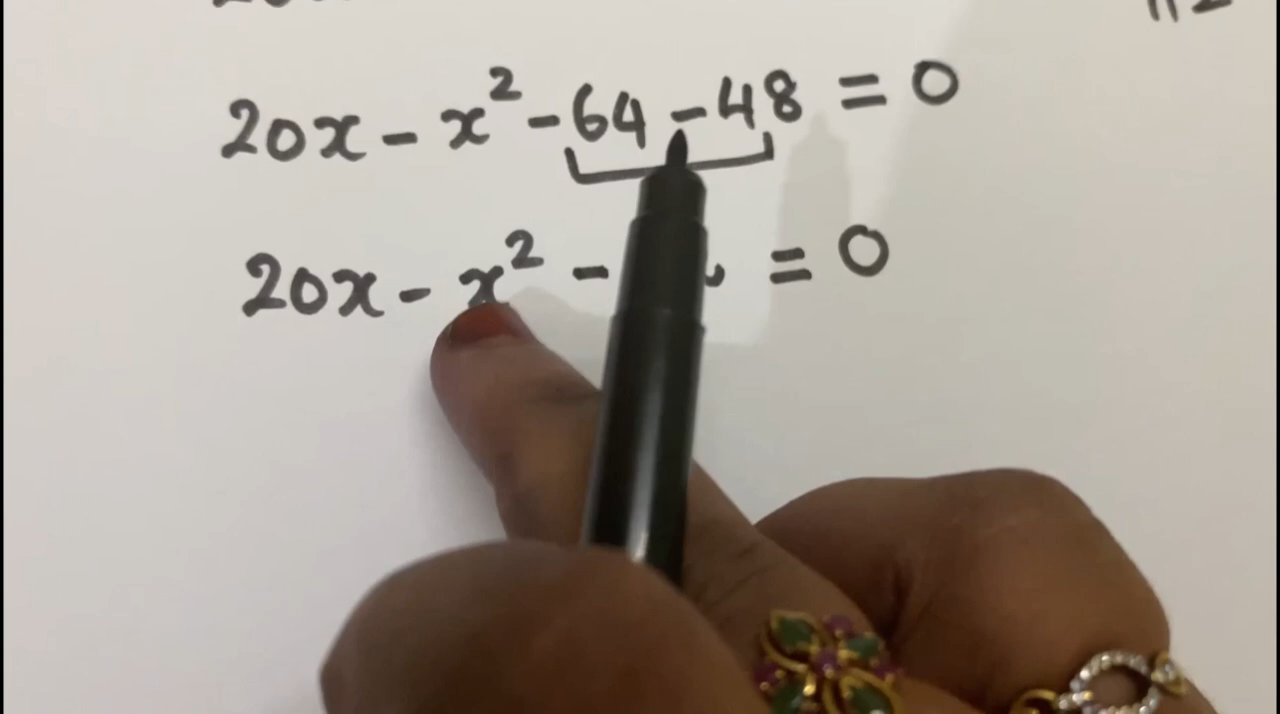 20x - x² - 64 - 48 = 0
20x - x² - = 0